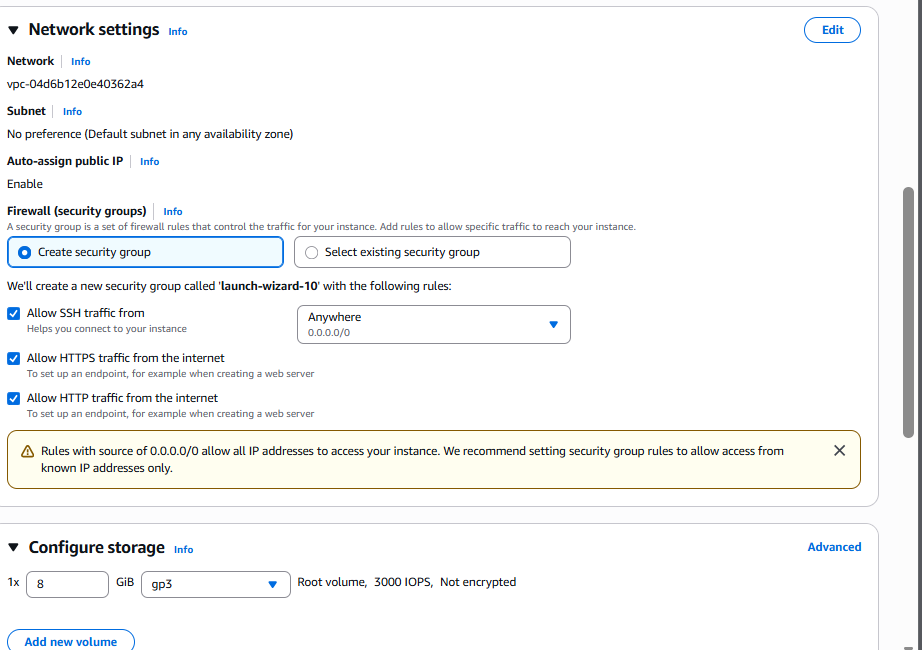 Network settings Info
Edit
Network Info
vpc-04d6b12e0e40362a4
Subnet Info
No preference (Default subnet in any availability zone)
Auto-assign public IP Info
Enable
Firewall (security groups) Info
A security group is a set of firewall rules that control the traffic for your instance. Add rules to allow specific traffic to reach your instance.
Create security group
Select existing security group
We'll create a new security group called 'launch-wizard-10' with the following rules:
Allow SSH traffic from
Helps you connect to your instance
Anywhere
0.0.0.0/0
Allow HTTPS traffic from the internet
To set up an endpoint, for example when creating a web server
Allow HTTP traffic from the internet
To set up an endpoint, for example when creating a web server
Rules with source of 0.0.0.0/0 allow all IP addresses to access your instance. We recommend setting security group rules to allow access from
known IP addresses only.
Configure storage Info
Advanced
1x 8 GiB gp3 Root volume, 3000 IOPS, Not encrypted
Add new volume